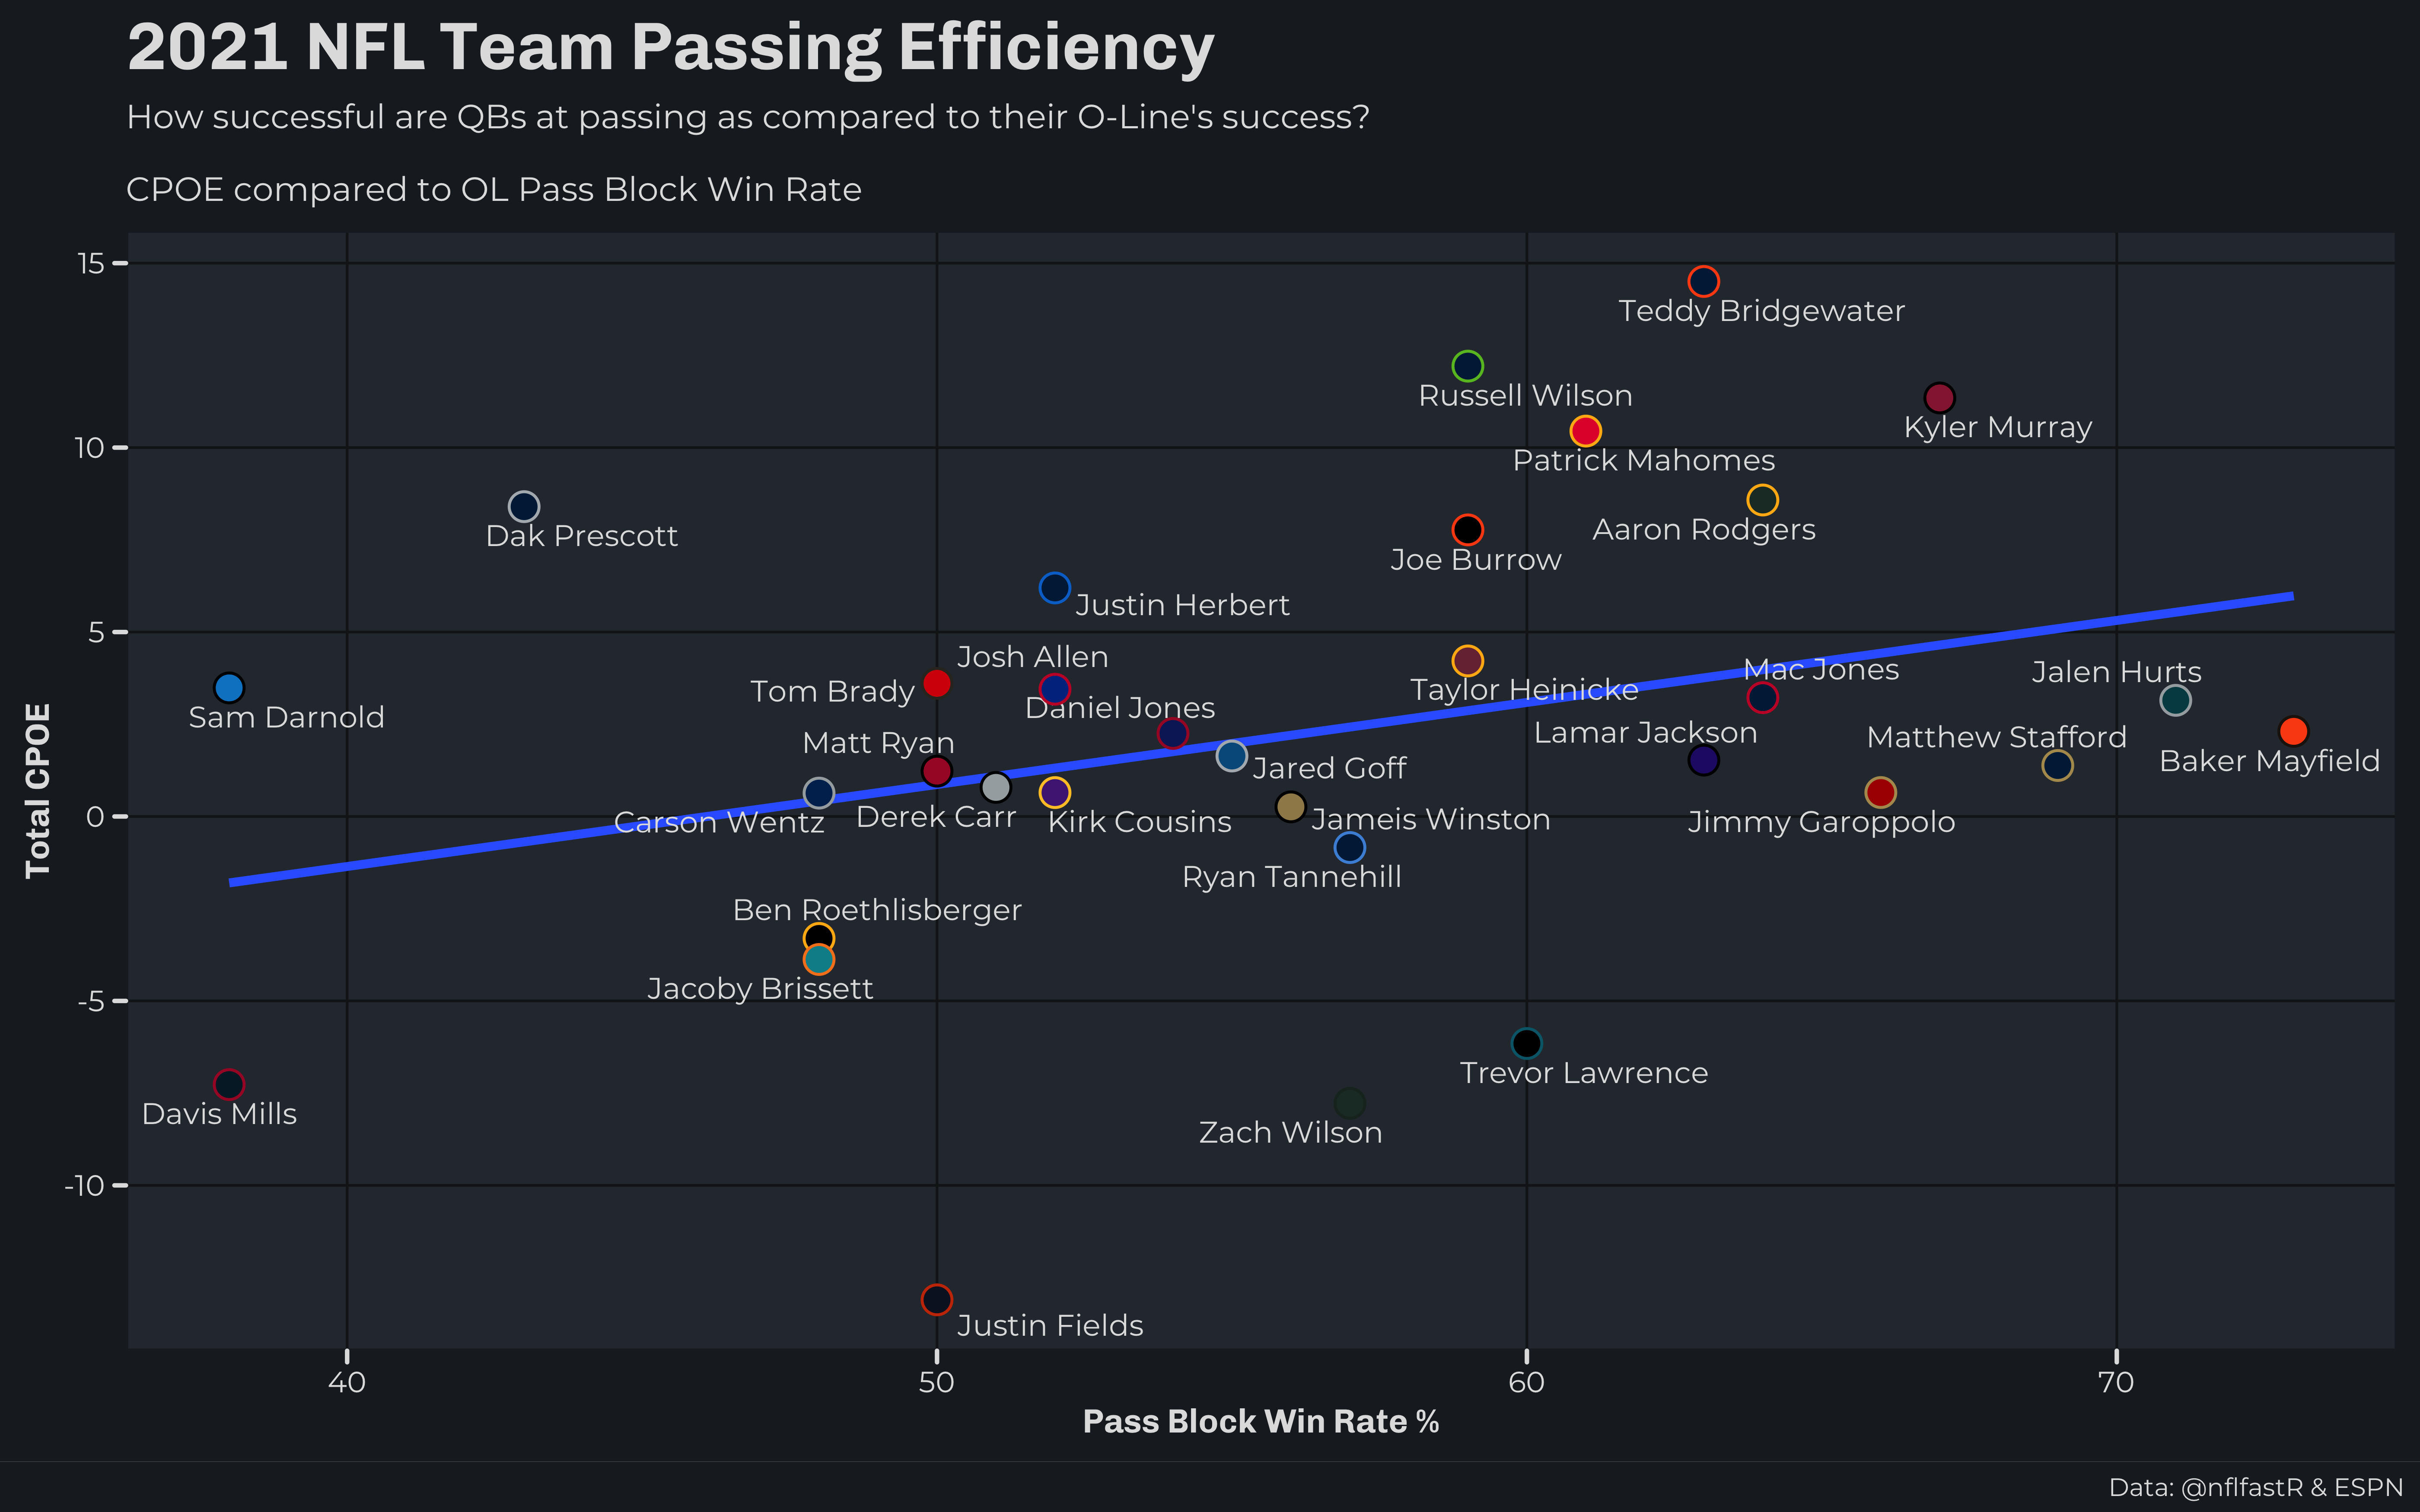 2021 NFL Team Passing Efficiency
How successful are QBs at passing as compared to their O-Line's success?
CPOE compared to OL Pass Block Win Rate
15
Teddy Bridgewater
Russell Wilson
Kyler Murray
10
Patrick Mahomes
Aaron Rodgers
Dak Prescott
Joe Burrow
Justin Herbert
5
Josh Allen
Mac Jones
Jalen Hurts
Tom Brady
Taylor Heinicke
Sam Darnold
Daniel Jones
Lamar Jackson
Matthew Stafford
Matt Ryan
Baker Mayfield
Jared Goff
0
Carson Wentz
Derek Carr
Kirk Cousins
Jameis Winston
Jimmy Garoppolo
Ryan Tannehill
Ben Roethlisberger
Jacoby Brissett
-5
Trevor Lawrence
Davis Mills
Zach Wilson
-10
Justin Fields
Total CPOE
40
50
60
70
Pass Block Win Rate %
Data: @nflfastR & ESPN